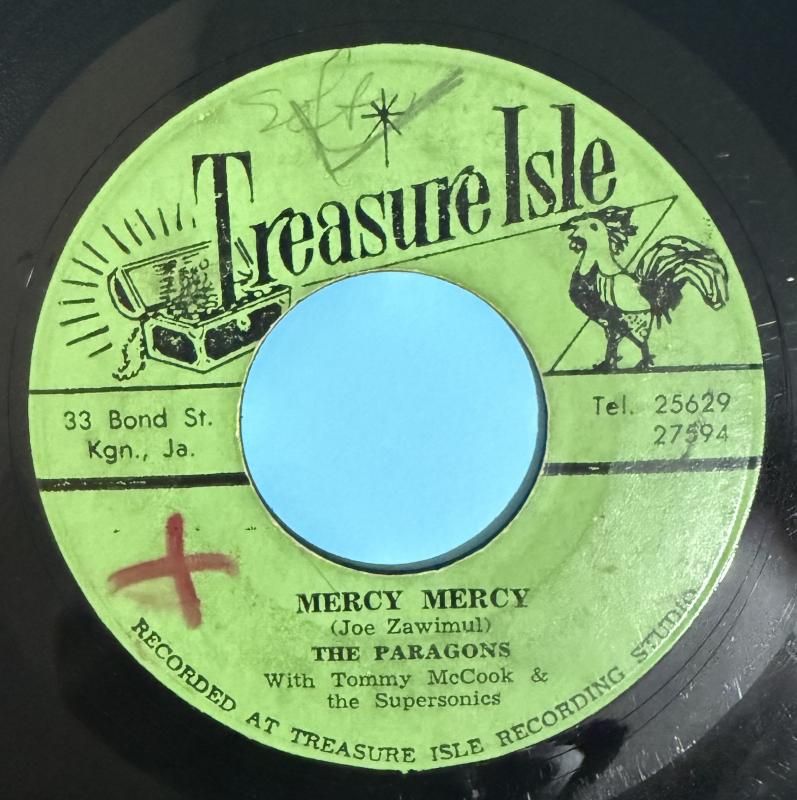 Treasure Isle
33 Bond St.
Kgn., Ja.
Tel. 25629
27594
MERCY MERCY
(Joe Zawimul)
THE PARAGONS
With Tommy McCook &
the Supersonics
RECORDED AT TREASURE ISLE RECORDING STUDIO